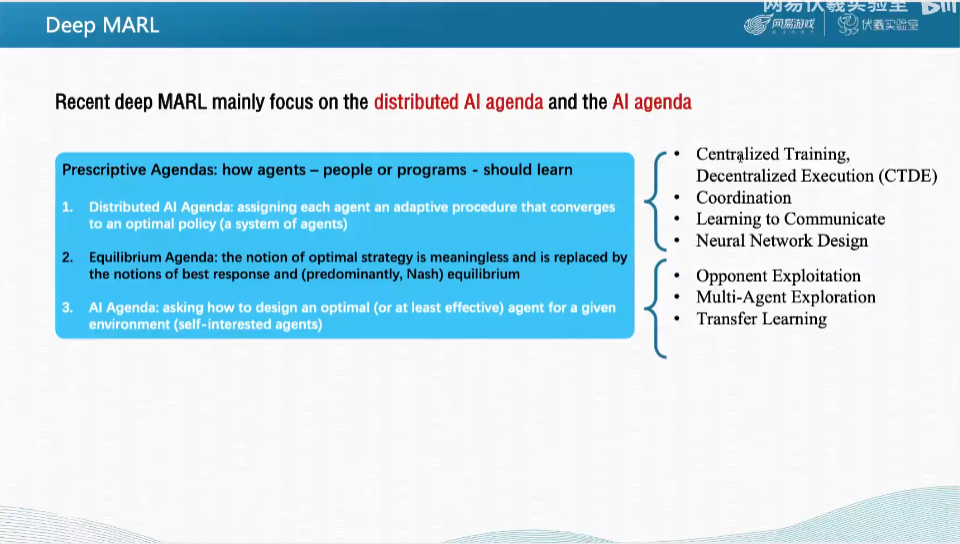 网易伏羲实验室
Deep MARL
网易游戏
伏羲实验室
Recent deep MARL mainly focus on the distributed AI agenda and the AI agenda
Prescriptive Agendas: how agents – people or programs - should learn
1. Distributed AI Agenda: assigning each agent an adaptive procedure that converges
to an optimal policy (a system of agents)
2. Equilibrium Agenda: the notion of optimal strategy is meaningless and is replaced by
the notions of best response and (predominantly, Nash) equilibrium
3. AI Agenda: asking how to design an optimal (or at least effective) agent for a given
environment (self-interested agents)
• Centralized Training,
Decentralized Execution (CTDE)
• Coordination
• Learning to Communicate
• Neural Network Design
• Opponent Exploitation
• Multi-Agent Exploration
• Transfer Learning